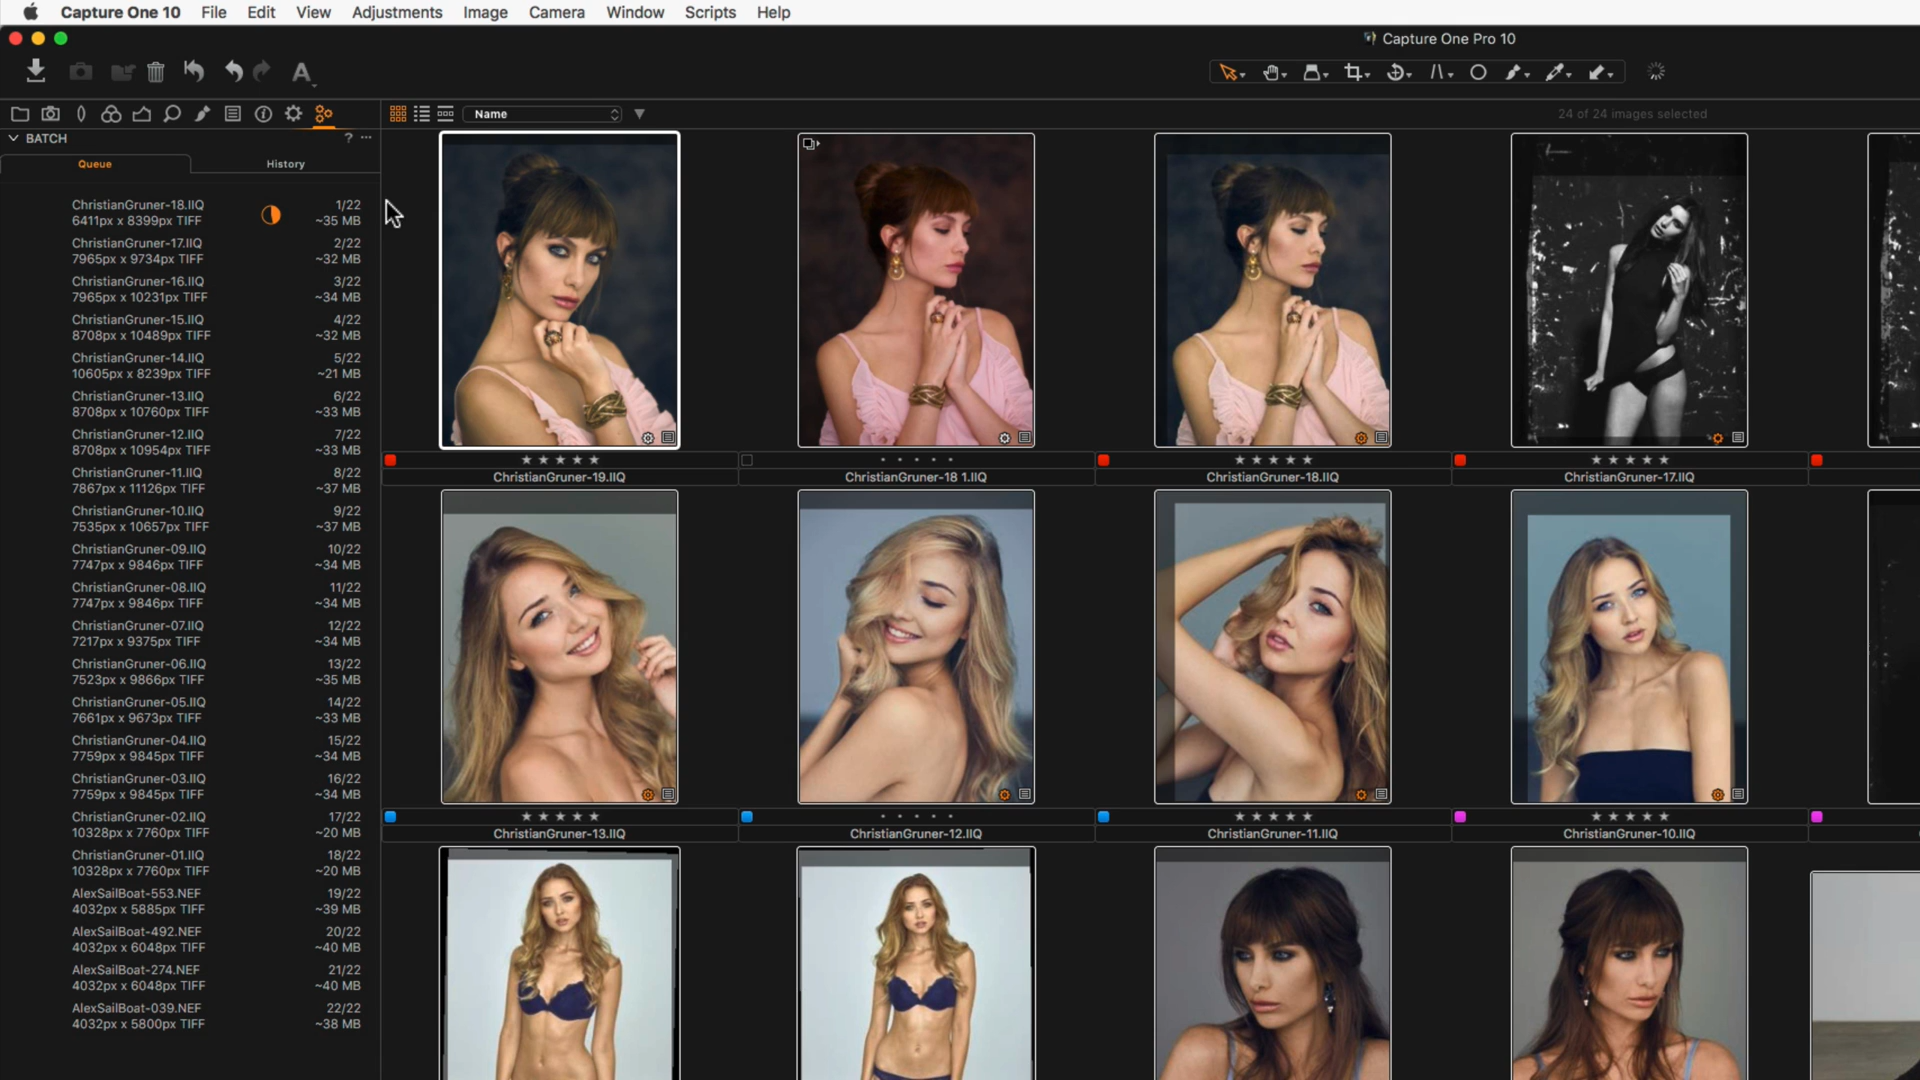 Capture One 10 File Edit View Adjustments Image Camera Window Scripts Help
Capture One Pro 10
A
Name
24 of 24 images selected
BATCH ? ...
Queue History
ChristianGruner-18.IIQ 1/22
6411px x 8399px TIFF ~35 MB
ChristianGruner-17.IIQ 2/22
7965px x 9734px TIFF ~32 MB
ChristianGruner-16.IIQ 3/22
7965px x 10231px TIFF ~34 MB
ChristianGruner-15.IIQ 4/22
8708px x 10489px TIFF ~32 MB
ChristianGruner-14.IIQ 5/22
10605px x 8239px TIFF ~21 MB
ChristianGruner-13.IIQ 6/22
8708px x 10760px TIFF ~33 MB
ChristianGruner-12.IIQ 7/22
8708px x 10954px TIFF ~33 MB
ChristianGruner-11.IIQ 8/22
7867px x 11126px TIFF ~37 MB
ChristianGruner-10.IIQ 9/22
7535px x 10657px TIFF ~37 MB
ChristianGruner-09.IIQ 10/22
7747px x 9846px TIFF ~34 MB
ChristianGruner-08.IIQ 11/22
7747px x 9846px TIFF ~34 MB
ChristianGruner-07.IIQ 12/22
7217px x 9375px TIFF ~34 MB
ChristianGruner-06.IIQ 13/22
7523px x 9866px TIFF ~35 MB
ChristianGruner-05.IIQ 14/22
7661px x 9673px TIFF ~33 MB
ChristianGruner-04.IIQ 15/22
7759px x 9845px TIFF ~34 MB
ChristianGruner-03.IIQ 16/22
7759px x 9845px TIFF ~34 MB
ChristianGruner-02.IIQ 17/22
10328px x 7760px TIFF ~20 MB
ChristianGruner-01.IIQ 18/22
10328px x 7760px TIFF ~20 MB
AlexSailBoat-553.NEF 19/22
4032px x 5885px TIFF ~39 MB
AlexSailBoat-492.NEF 20/22
4032px x 6048px TIFF ~40 MB
AlexSailBoat-274.NEF 21/22
4032px x 6048px TIFF ~40 MB
AlexSailBoat-039.NEF 22/22
4032px x 5800px TIFF ~38 MB
ChristianGruner-19.IIQ ChristianGruner-18 1.IIQ ChristianGruner-18.IIQ ChristianGruner-17.IIQ
ChristianGruner-13.IIQ ChristianGruner-12.IIQ ChristianGruner-11.IIQ ChristianGruner-10.IIQ